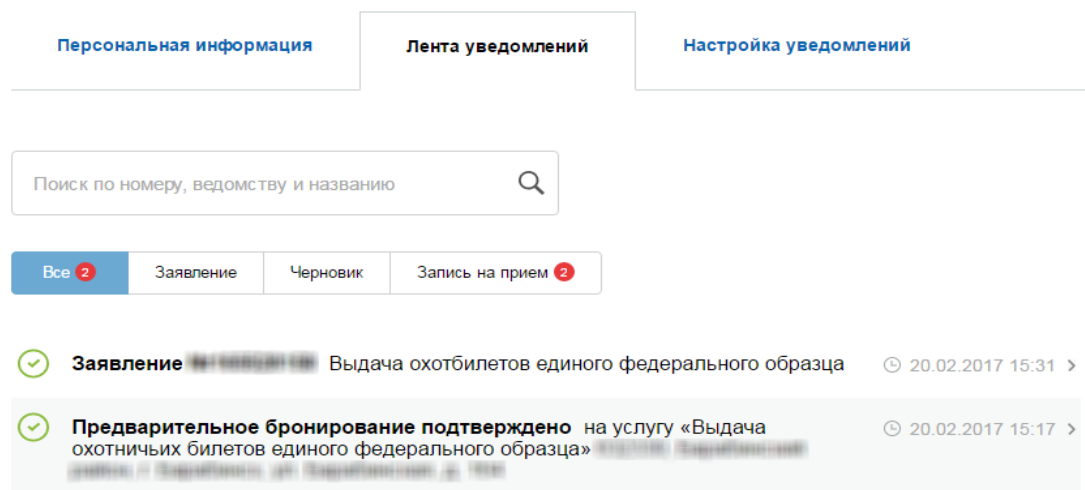 Персональная информация Лента уведомлений Настройка уведомлений
Поиск по номеру, ведомству и названию
Все 2 Заявление Черновик Запись на прием 2
Заявление Выдача охотбилетов единого федерального образца 20.02.2017 15:31
Предварительное бронирование подтверждено на услугу «Выдача 20.02.2017 15:17
охотничьих билетов единого федерального образца»